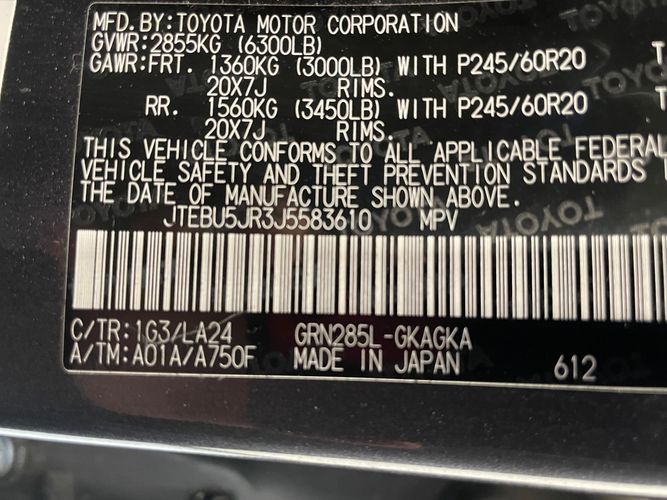 MFD.BY:TOYOTA MOTOR CORPORATION
GVWR:2855KG (6300LB)
GAWR:FRT. 1360KG (3000LB) WITH P245/60R20
20X7J RIMS.
RR. 1560KG (3450LB) WITH P245/60R20
20X7J RIMS.
THIS VEHICLE CONFORMS TO ALL APPLICABLE FEDERAL
VEHICLE SAFETY AND THEFT PREVENTION STANDARDS
THE DATE OF MANUFACTURE SHOWN ABOVE.
JTEBU5JR3J5583610 MPV
C/TR:1G3/LA24 GRN285L-GKAGKA
A/TM:A01A/A750F MADE IN JAPAN 612